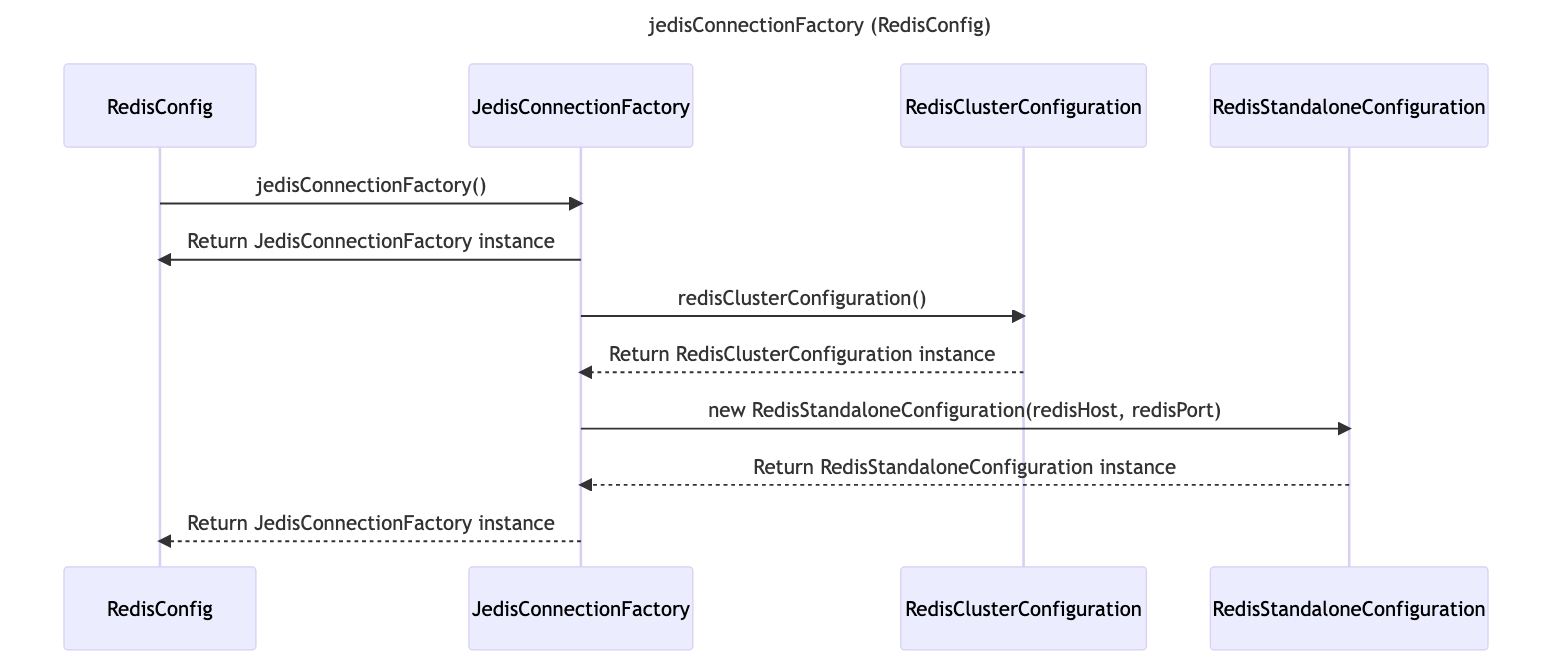 jedisConnectionFactory (RedisConfig)
RedisConfig
JedisConnectionFactory
RedisClusterConfiguration
RedisStandaloneConfiguration
jedisConnectionFactory()
Return JedisConnectionFactory instance
redisClusterConfiguration()
Return RedisClusterConfiguration instance
new RedisStandaloneConfiguration(redisHost, redisPort)
Return RedisStandaloneConfiguration instance
Return JedisConnectionFactory instance
RedisConfig
JedisConnectionFactory
RedisClusterConfiguration
RedisStandaloneConfiguration